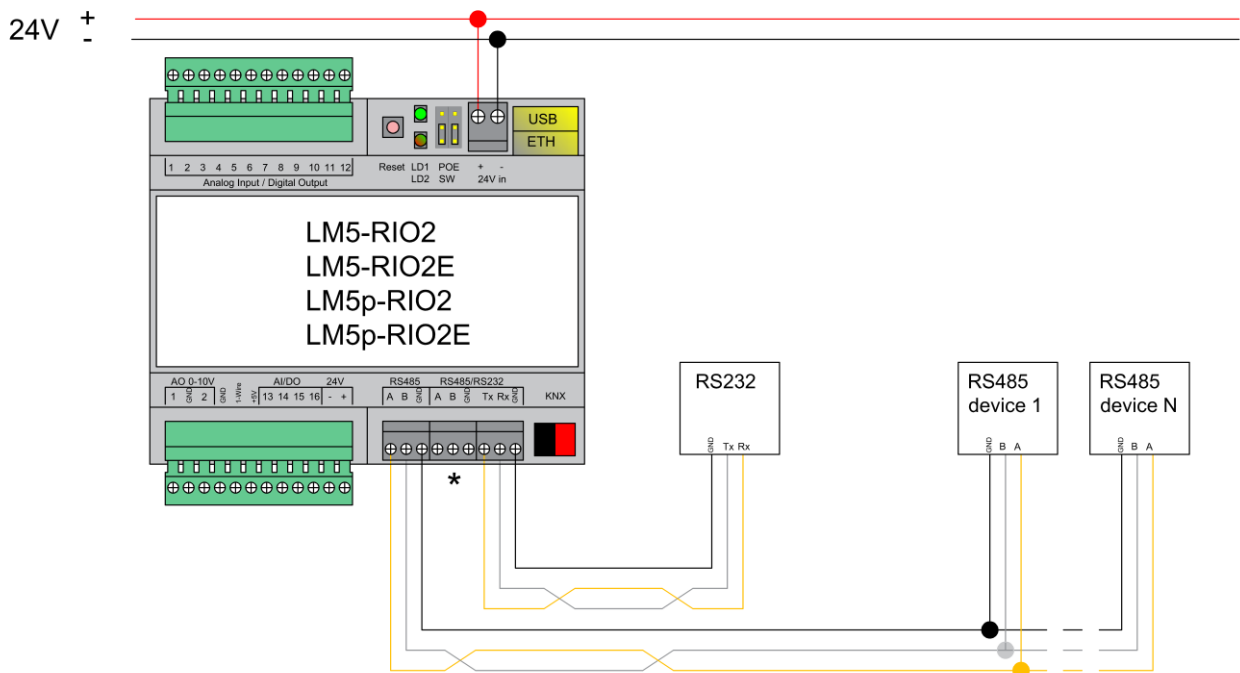 24V + -
USB
ETH
1 2 3 4 5 6 7 8 9 10 11 12
Analog Input / Digital Output
Reset LD1 POE + -
LD2 SW 24V in
LM5-RIO2
LM5-RIO2E
LM5p-RIO2
LM5p-RIO2E
AO 0-10V AI/DO 24V RS485 RS485/RS232
1 GND 2 GND 1-Wire +5V 13 14 15 16 - + A B GND A B GND Tx Rx GND KNX
*
RS232
GND Tx Rx
RS485
device 1
GND B A
RS485
device N
GND B A